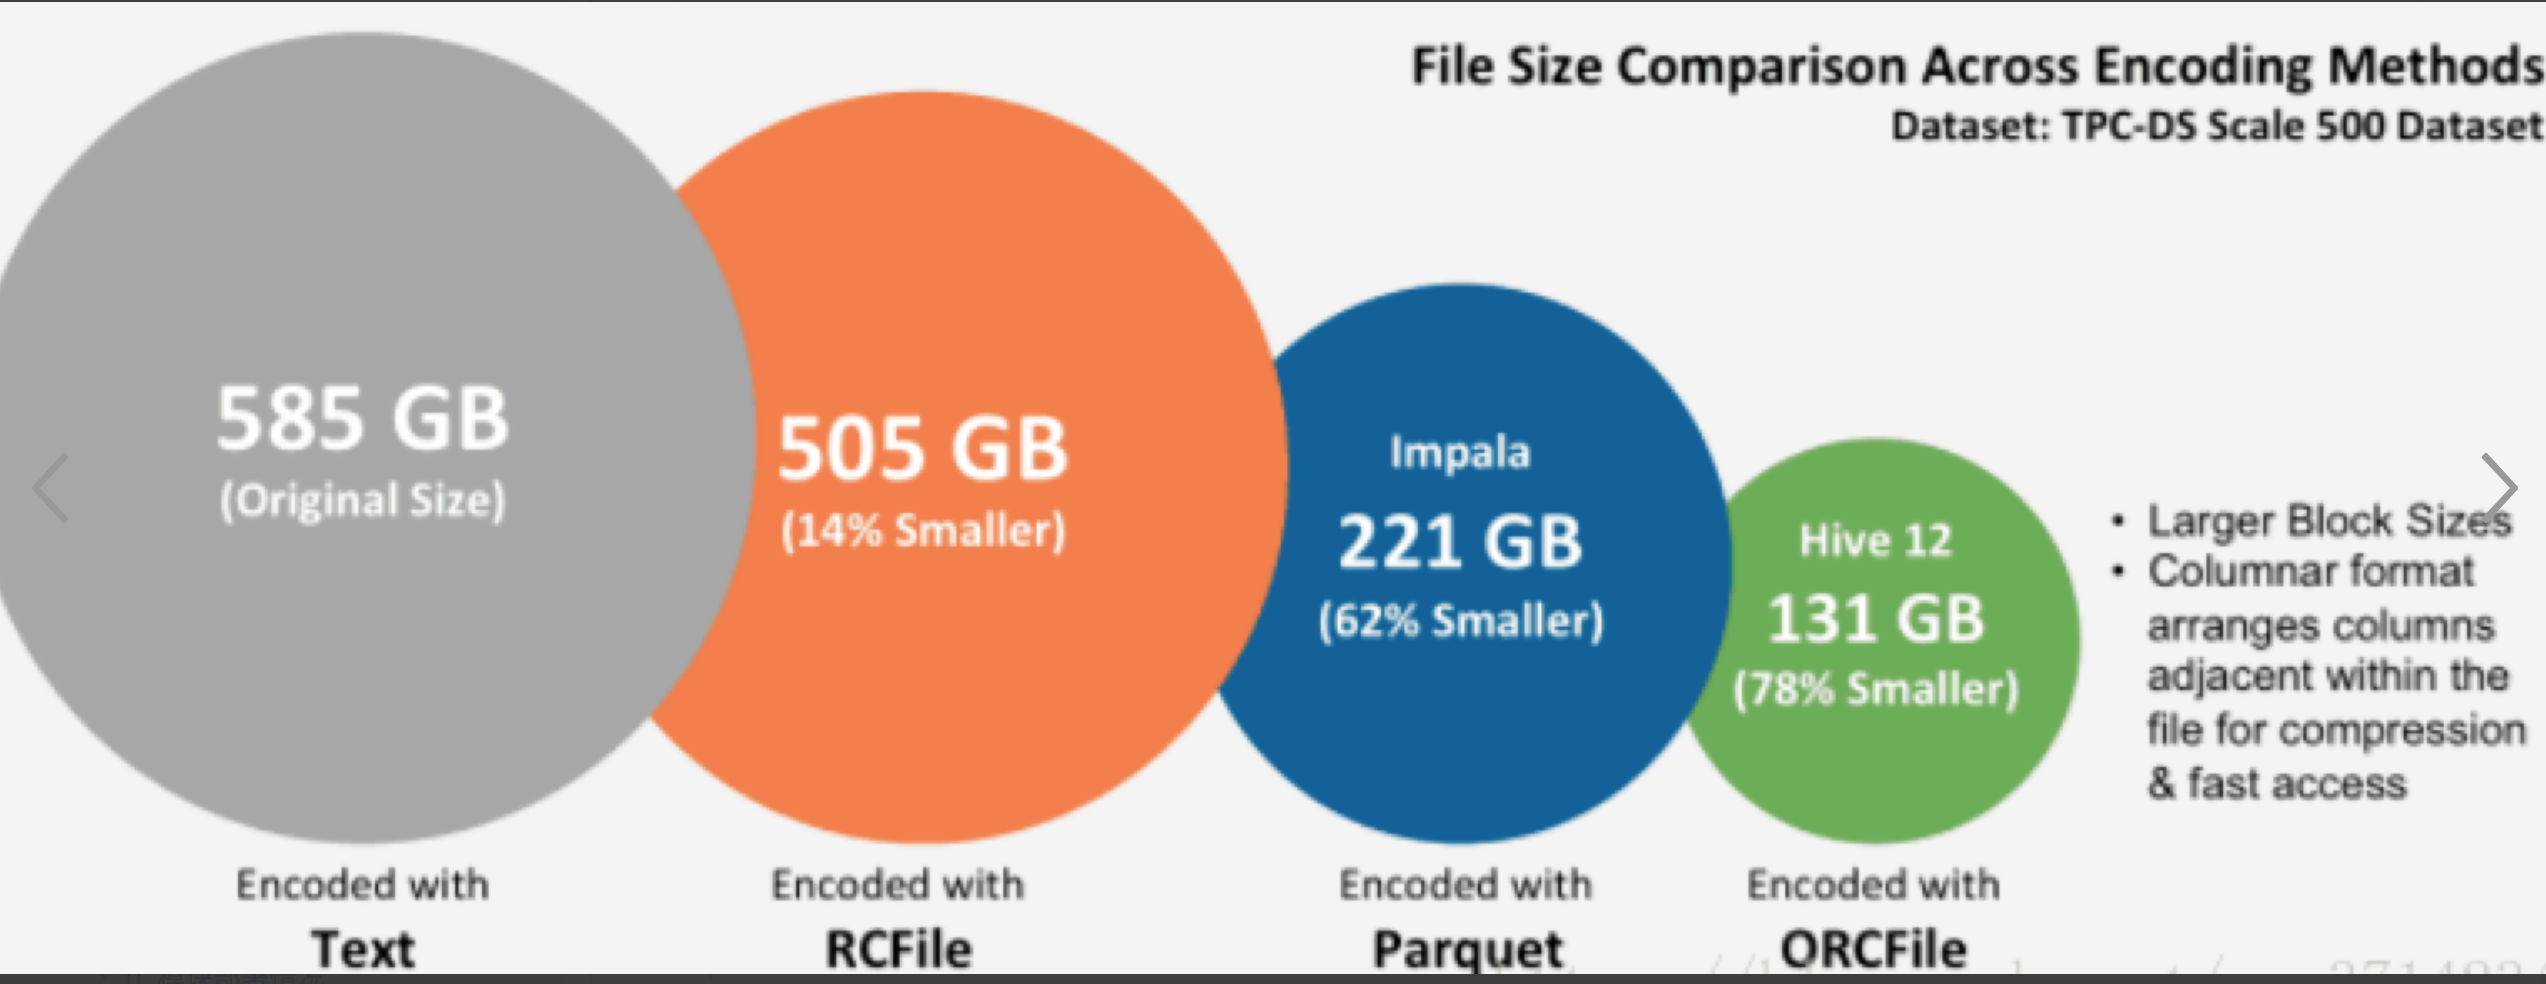 File Size Comparison Across Encoding Methods
Dataset: TPC-DS Scale 500 Dataset
585 GB
(Original Size)
505 GB
(14% Smaller)
Impala
221 GB
(62% Smaller)
Hive 12
131 GB
(78% Smaller)
• Larger Block Sizes
• Columnar format
arranges columns
adjacent within the
file for compression
& fast access
Encoded with
Text
Encoded with
RCFile
Encoded with
Parquet
Encoded with
ORCFile